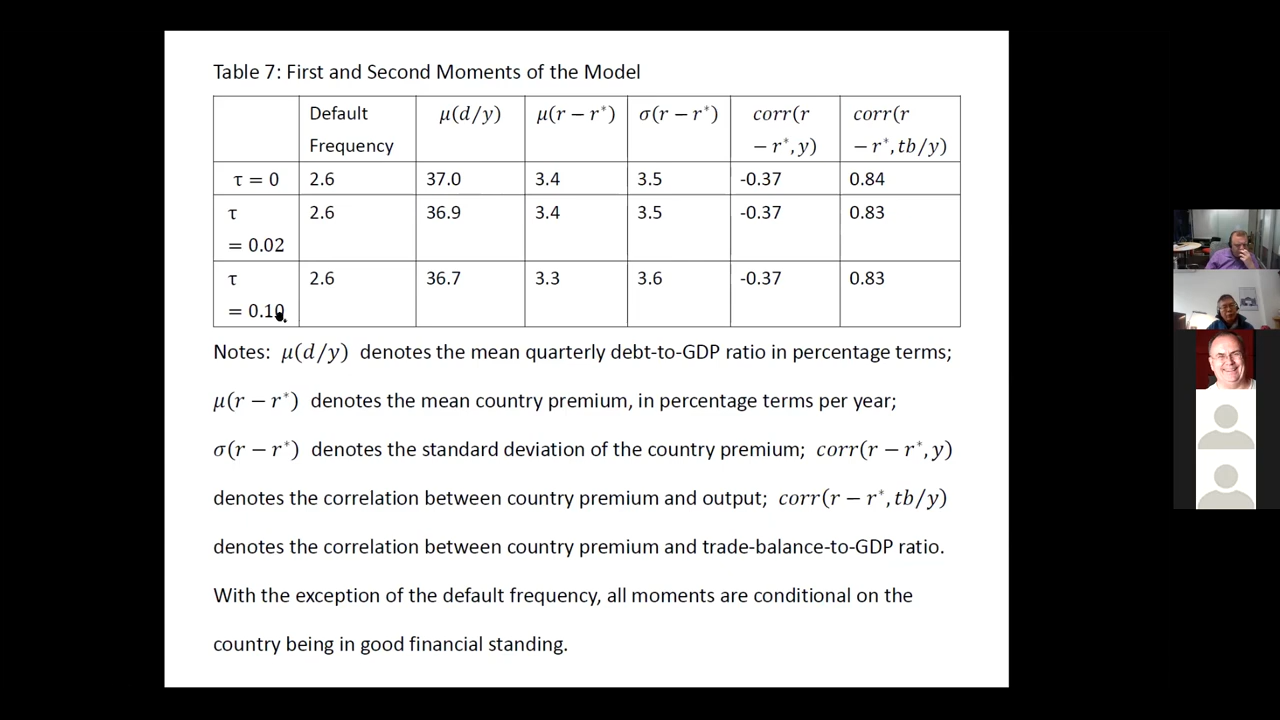 Table 7: First and Second Moments of the Model
Default Frequency μ(d/y) μ(r − r*) σ(r − r*) corr(r − r*, y) corr(r − r*, tb/y)
τ = 0 2.6 37.0 3.4 3.5 -0.37 0.84
τ = 0.02 2.6 36.9 3.4 3.5 -0.37 0.83
τ = 0.10 2.6 36.7 3.3 3.6 -0.37 0.83
Notes: μ(d/y) denotes the mean quarterly debt-to-GDP ratio in percentage terms;
μ(r − r*) denotes the mean country premium, in percentage terms per year;
σ(r − r*) denotes the standard deviation of the country premium; corr(r − r*, y)
denotes the correlation between country premium and output; corr(r − r*, tb/y)
denotes the correlation between country premium and trade-balance-to-GDP ratio.
With the exception of the default frequency, all moments are conditional on the
country being in good financial standing.